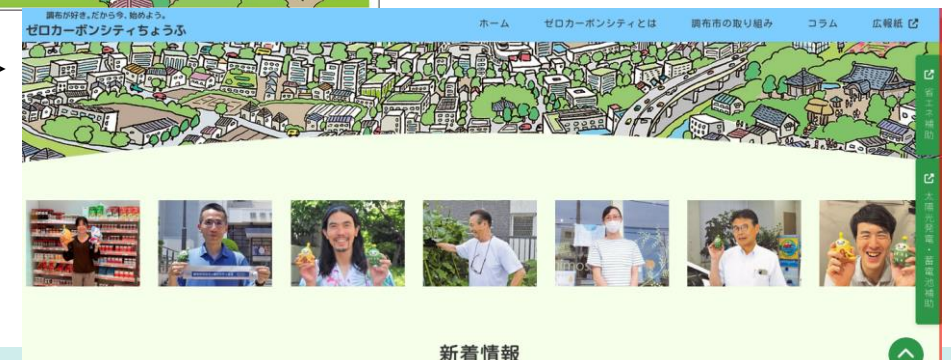 調布が好き。だから今、始めよう。
ゼロカーボンシティちょうふ
ホーム
ゼロカーボンシティとは
調布市の取り組み
コラム
広報紙
省エネ補助
太陽光発電・蓄電池補助
新着情報